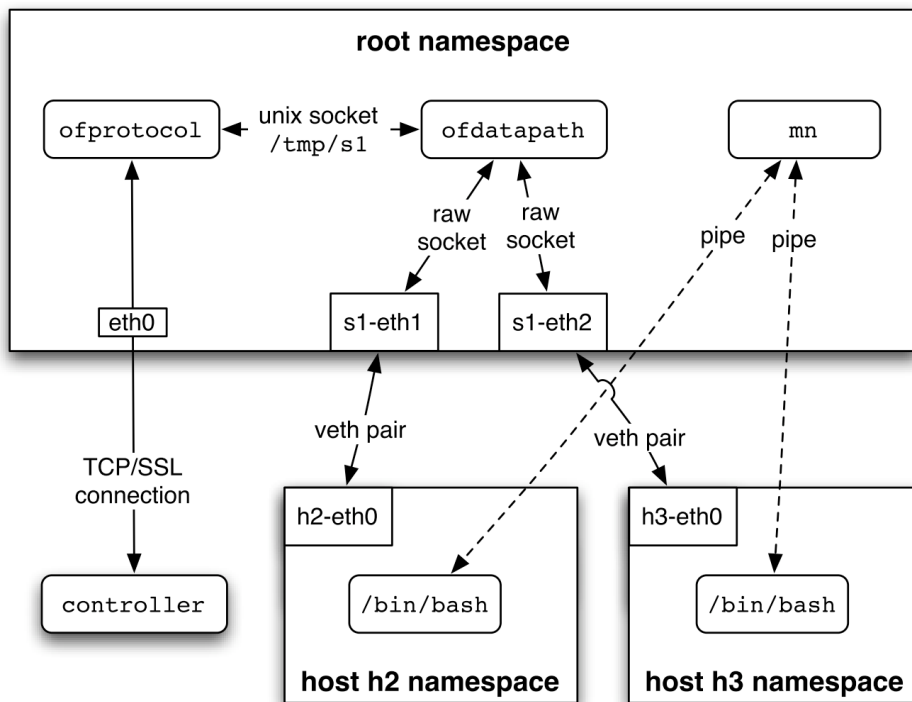 root namespace
ofprotocol
unix socket
/tmp/s1
ofdatapath
mn
raw
socket
raw
socket
pipe
pipe
eth0
s1-eth1
s1-eth2
veth pair
veth pair
TCP/SSL
connection
h2-eth0
h3-eth0
controller
/bin/bash
/bin/bash
host h2 namespace
host h3 namespace